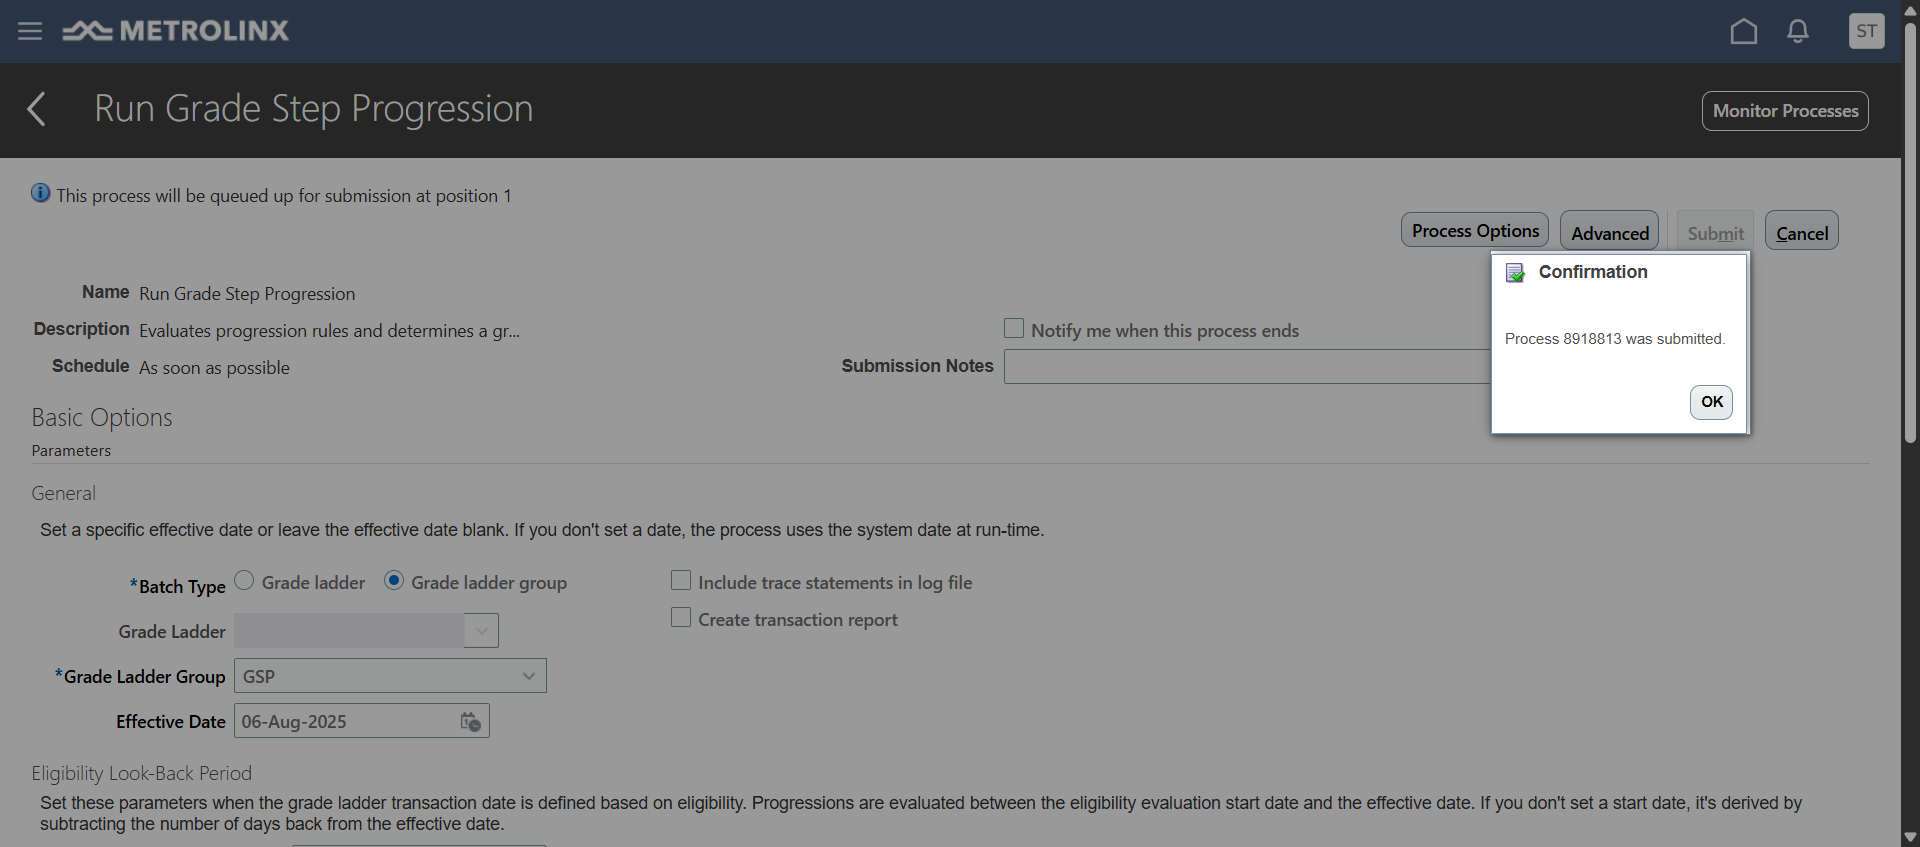 METROLINX
ST
Run Grade Step Progression
Monitor Processes
This process will be queued up for submission at position 1
Process Options
Advanced
Submit
Cancel
Confirmation
Process 8918813 was submitted.
OK
Name Run Grade Step Progression
Description Evaluates progression rules and determines a gr...
Notify me when this process ends
Schedule As soon as possible
Submission Notes
Basic Options
Parameters
General
Set a specific effective date or leave the effective date blank. If you don't set a date, the process uses the system date at run-time.
*Batch Type Grade ladder Grade ladder group
Include trace statements in log file
Grade Ladder
Create transaction report
*Grade Ladder Group GSP
Effective Date 06-Aug-2025
Eligibility Look-Back Period
Set these parameters when the grade ladder transaction date is defined based on eligibility. Progressions are evaluated between the eligibility evaluation start date and the effective date. If you don't set a start date, it's derived by
subtracting the number of days back from the effective date.